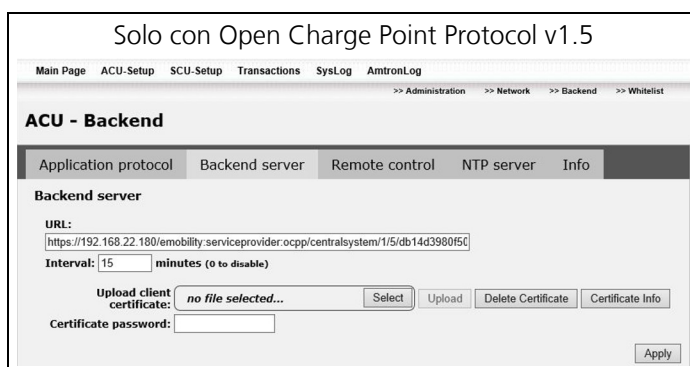 Solo con Open Charge Point Protocol v1.5
Main Page ACU-Setup SCU-Setup Transactions SysLog AmtronLog
>> Administration >> Network >> Backend >> Whitelist
ACU - Backend
Application protocol Backend server Remote control NTP server Info
Backend server
URL:
https://192.168.22.180/emobility:serviceprovider:ocpp/centralsystem/1/5/db14d3980f50
Interval: 15 minutes (0 to disable)
Upload client certificate: no file selected... Select Upload Delete Certificate Certificate Info
Certificate password:
Apply